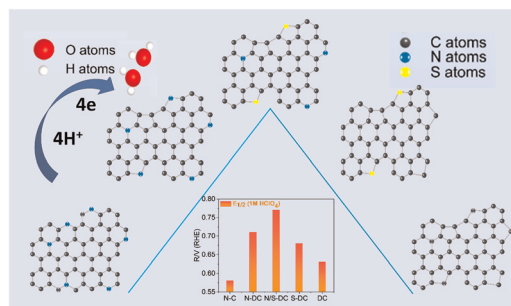 O atoms
H atoms
4e
4H⁺
C atoms
N atoms
S atoms
E₁/₂ (1M HClO₄)
R/V (RHE)
0.80
0.75
0.70
0.65
0.60
0.55
N-C N-DC N/S-DC S-DC DC